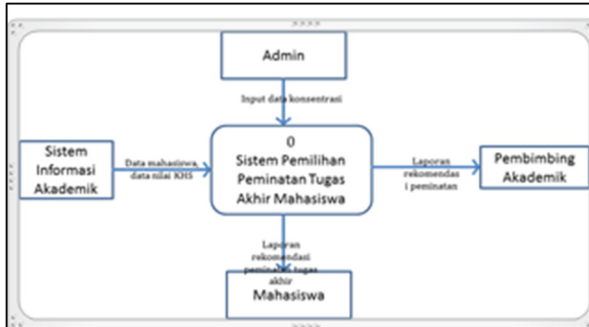 Admin
Input data konsentrasi
Sistem
Informasi
Akademik
Data mahasiswa,
data nilai KHS
0
Sistem Pemilihan
Peminatan Tugas
Akhir Mahasiswa
Laporan
rekomendas
i peminatan
Pembimbing
Akademik
Laporan
rekomendasi
peminatan tugas
akhir
Mahasiswa